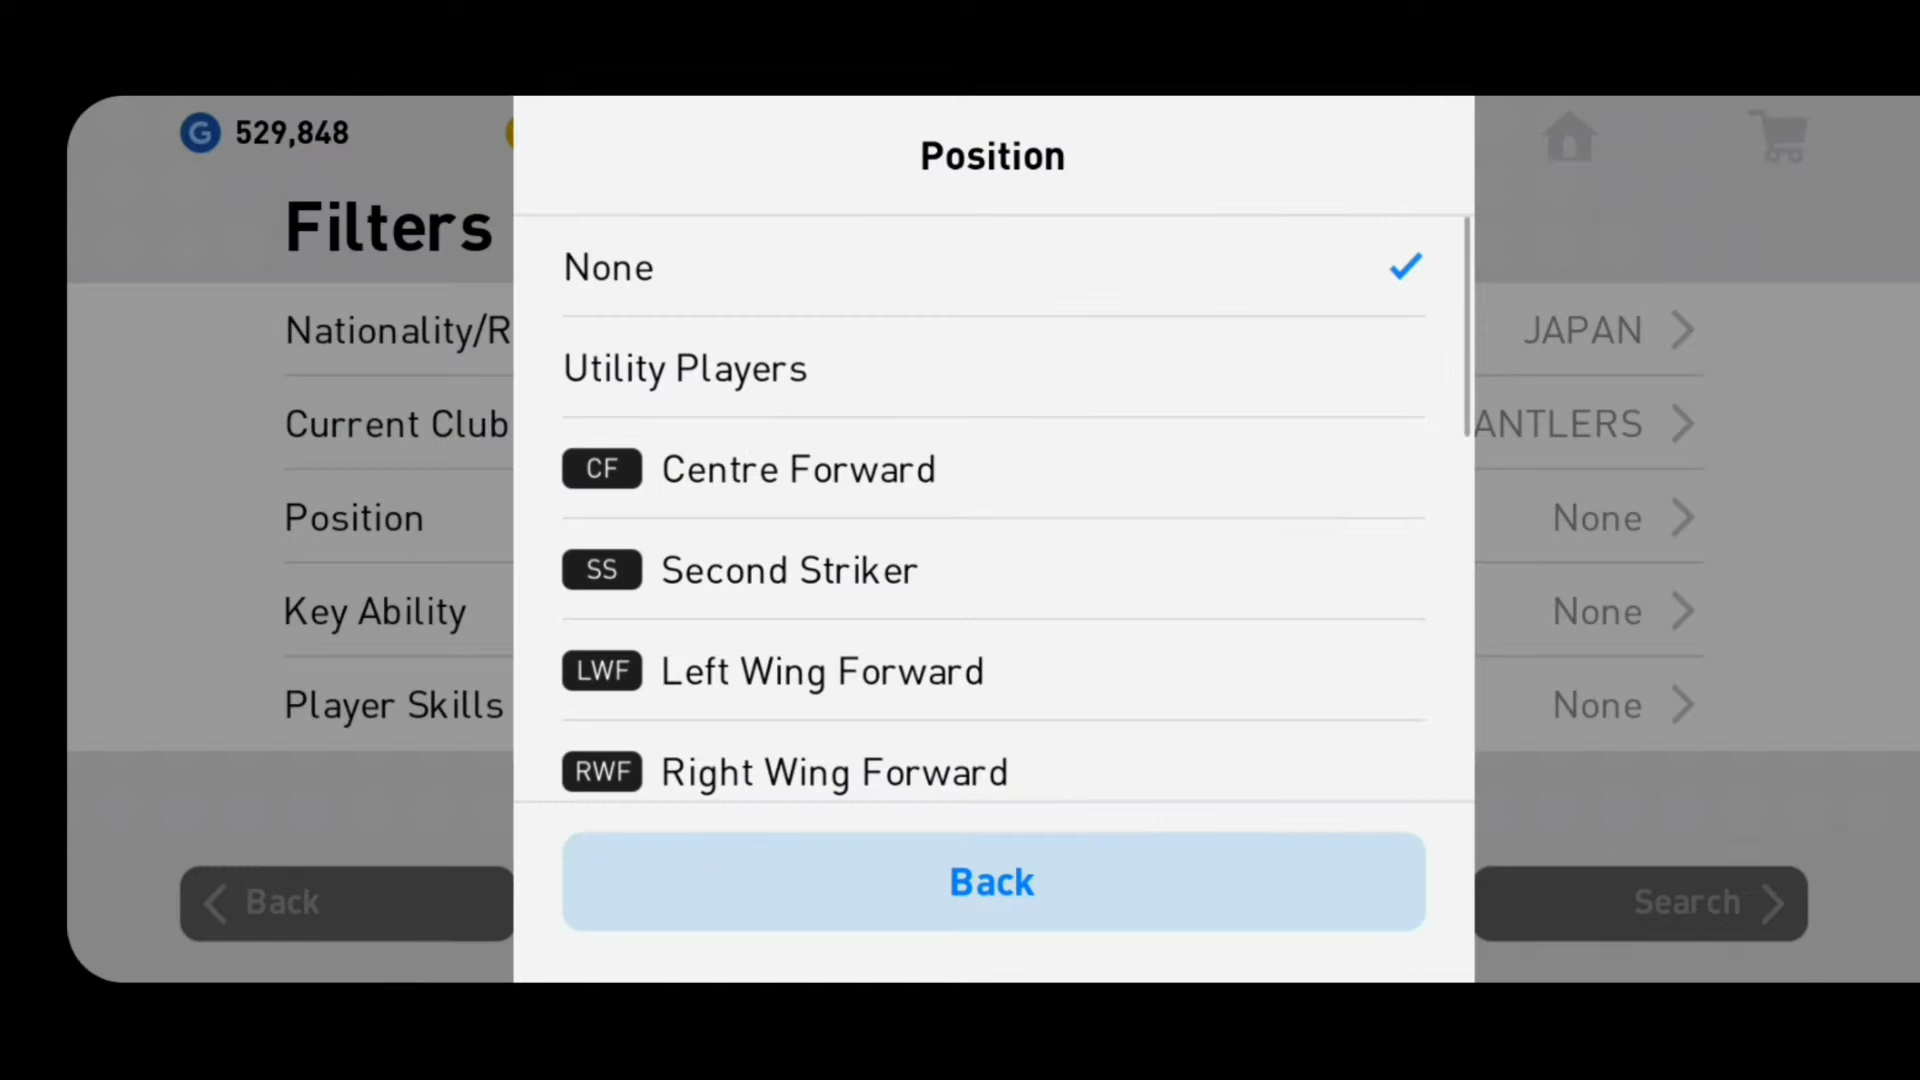 G 529,848
Filters
Nationality/R
JAPAN
Current Club
ANTLERS
Position
None
Key Ability
None
Player Skills
None
Back
Search
Position
None
Utility Players
CF Centre Forward
SS Second Striker
LWF Left Wing Forward
RWF Right Wing Forward
Back